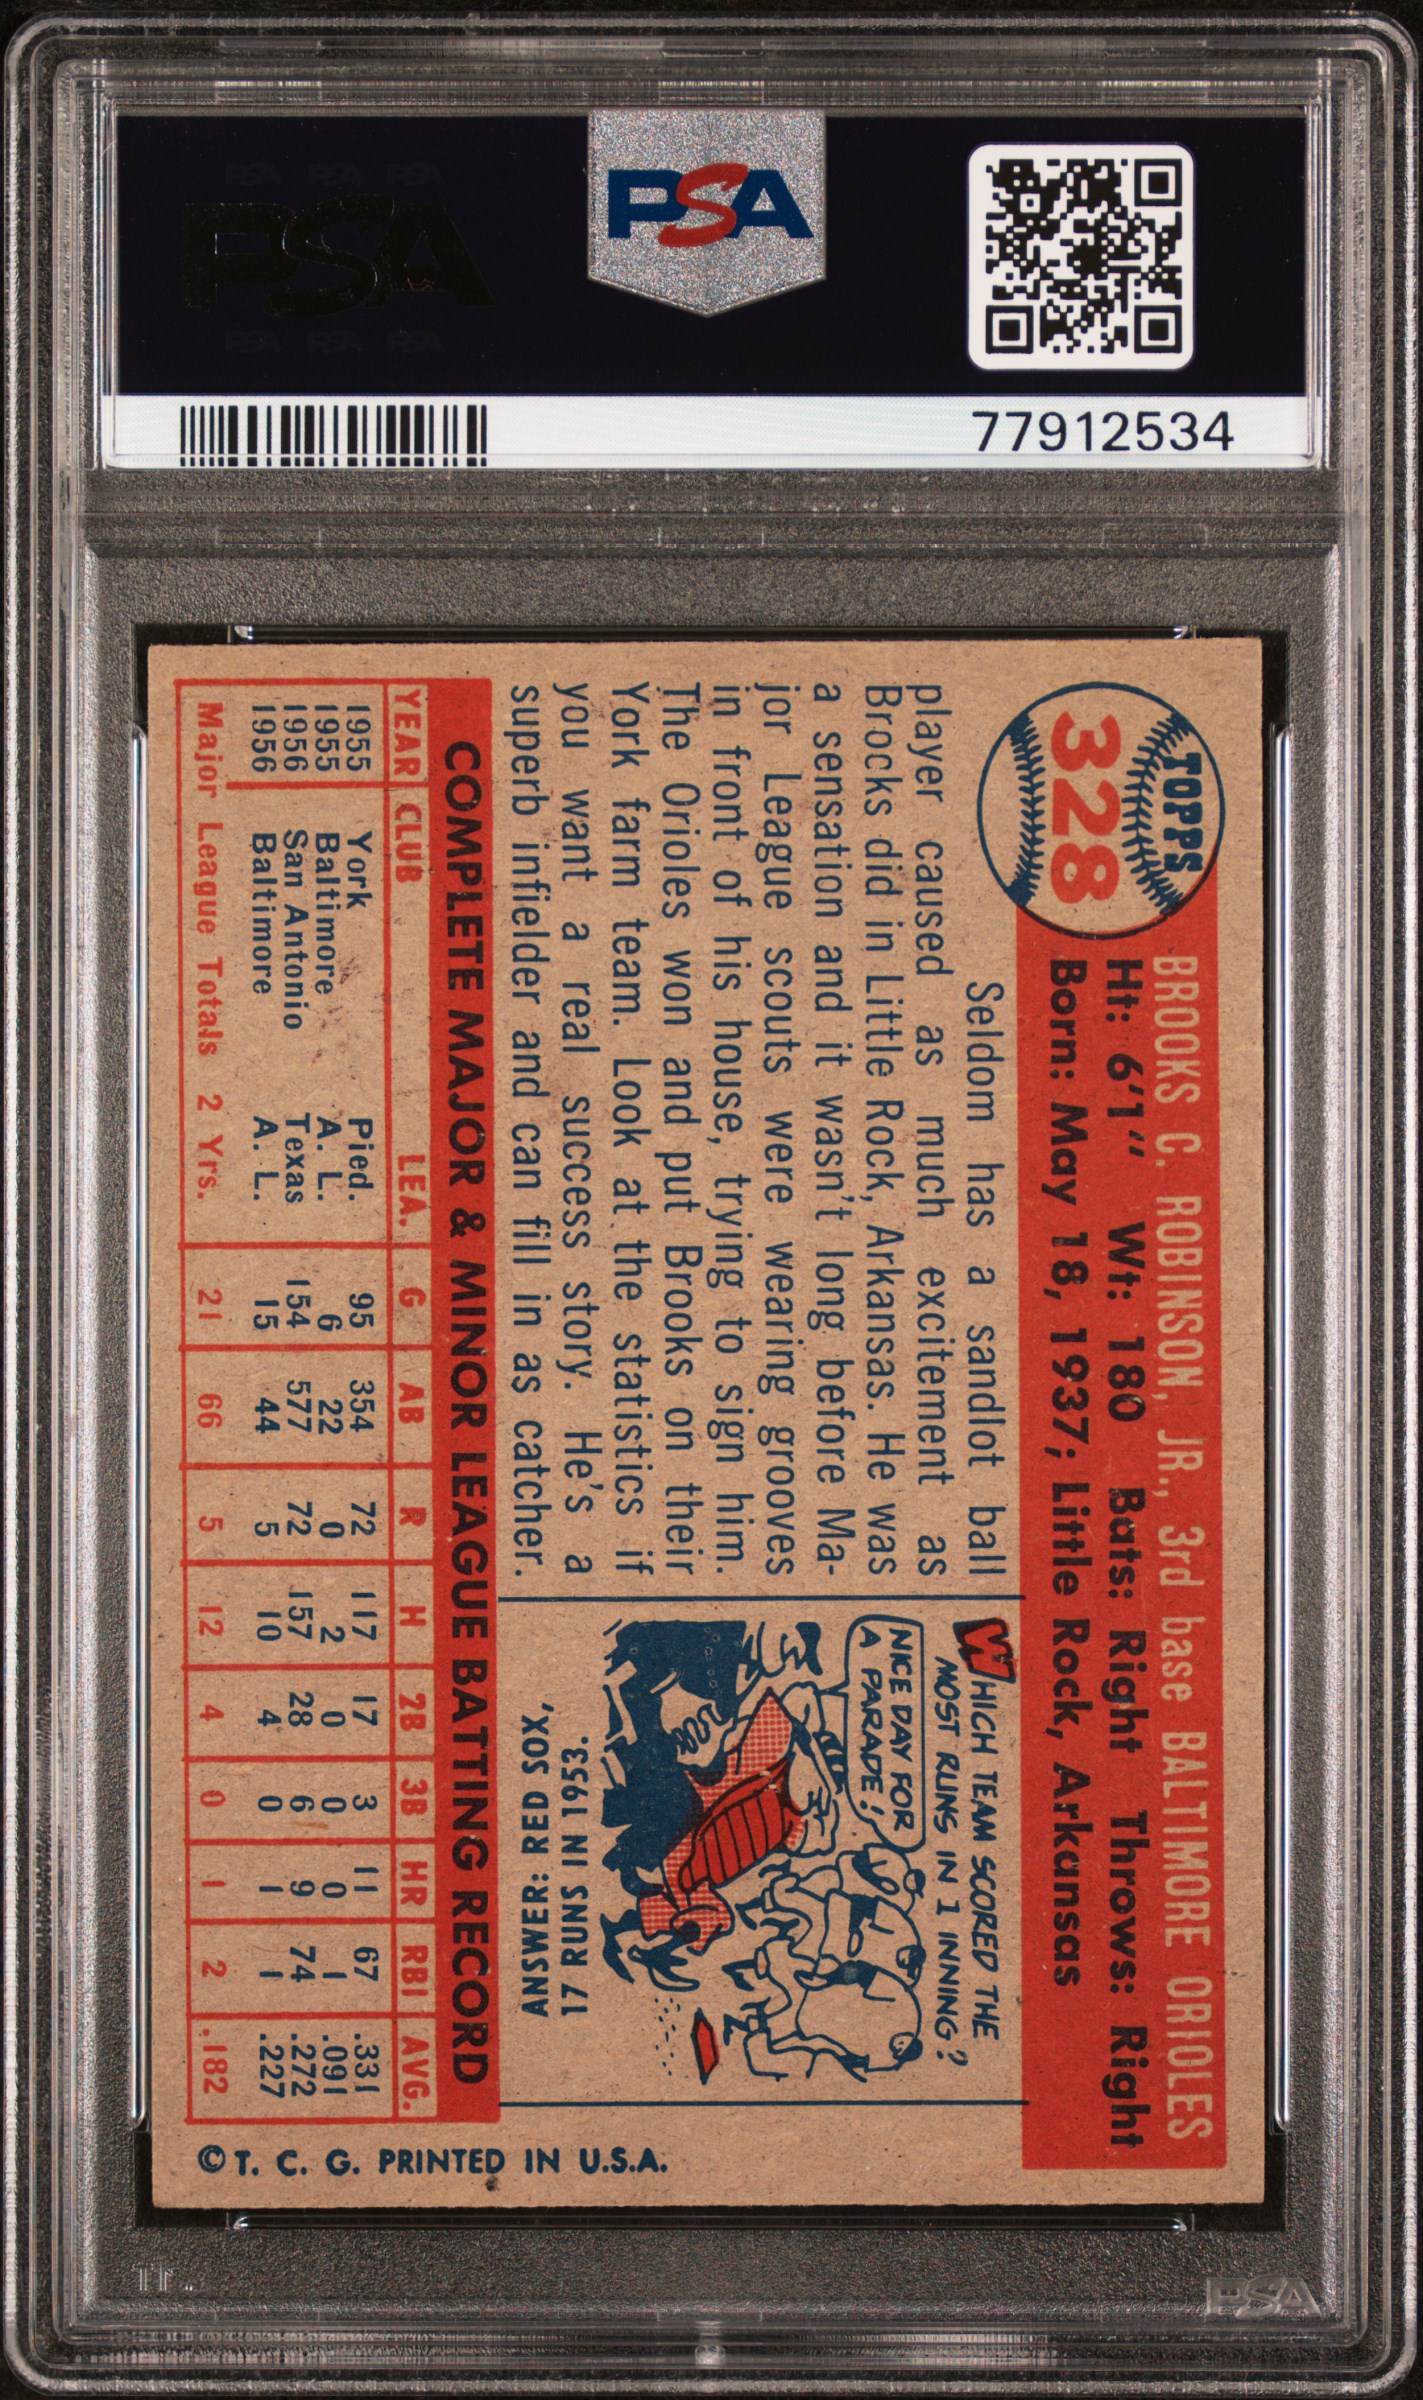 PSA PSA PSA
PSA
PSA PSA PSA
PSA
77912534
TOPPS
328
BROOKS C. ROBINSON, JR., 3rd base BALTIMORE ORIOLES
Ht: 6'1" Wt: 180 Bats: Right Throws: Right
Born: May 18, 1937; Little Rock, Arkansas
Seldom has a sandlot ball
player caused as much excitement as
Brocks did in Little Rock, Arkansas. He was
a sensation and it wasn't long before Ma-
jor League scouts were wearing grooves
in front of his house, trying to sign him.
The Orioles won and put Brooks on their
York farm team. Look at the statistics if
you want a real success story. He's a
superb infielder and can fill in as catcher.
WHICH TEAM SCORED THE
MOST RUNS IN 1 INNING?
NICE DAY FOR
A PARADE!
ANSWER: RED SOX,
17 RUNS IN 1953.
COMPLETE MAJOR & MINOR LEAGUE BATTING RECORD
YEAR CLUB LEA. G AB R H 2B 3B HR RBI AVG.
1955 York Pied. 95 354 72 117 17 3 11 67 .331
1955 Baltimore A. L. 6 22 0 2 0 0 0 1 .091
1956 San Antonio Texas 154 577 72 157 28 6 9 74 .272
1956 Baltimore A. L. 15 44 5 10 4 0 1 1 .227
Major League Totals 2 Yrs. 21 66 5 12 4 0 1 2 .182
© T. C. G. PRINTED IN U.S.A.
PSA